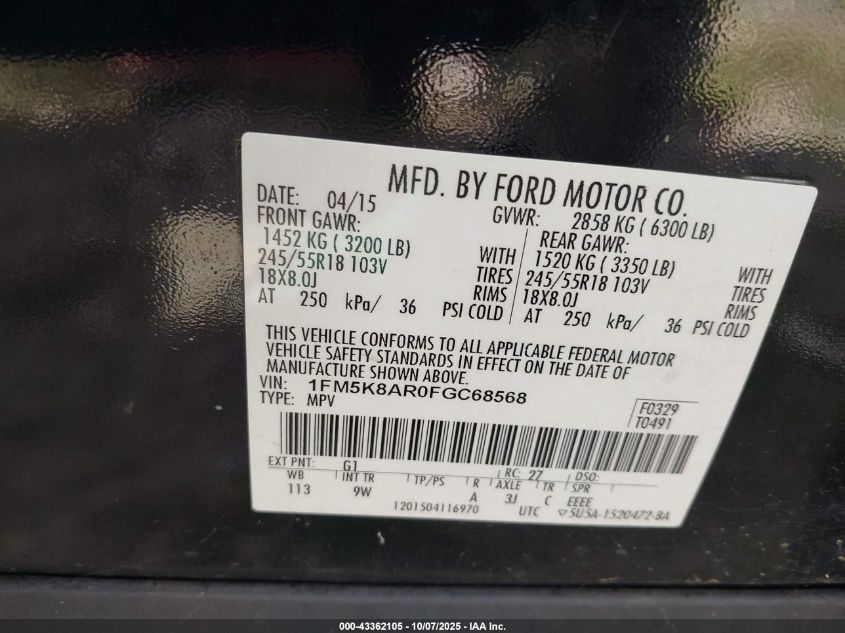 MFD. BY FORD MOTOR CO.
DATE: 04/15 GVWR: 2858 KG ( 6300 LB)
FRONT GAWR: REAR GAWR:
1452 KG ( 3200 LB) WITH 1520 KG ( 3350 LB) WITH
245/55R18 103V TIRES 245/55R18 103V TIRES
18X8.0J RIMS 18X8.0J RIMS
AT 250 kPa/ 36 PSI COLD AT 250 kPa/ 36 PSI COLD
THIS VEHICLE CONFORMS TO ALL APPLICABLE FEDERAL MOTOR
VEHICLE SAFETY STANDARDS IN EFFECT ON THE DATE OF
MANUFACTURE SHOWN ABOVE.
VIN: 1FM5K8AR0FGC68568
TYPE: MPV
F0329
T0491
EXT PNT: G1 RC: 27 DSO:
WB INT TR TP/PS R AXLE TR SPR
113 9W A 3J C EEEE
1201504116970 UTC ▽5U5A-1520472-BA
000-43362105 - 10/07/2025 - IAA Inc.